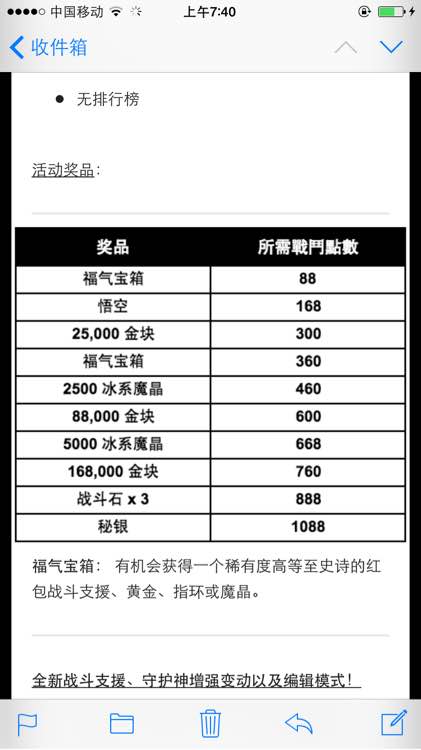 中国移动 上午7:40
收件箱
● 无排行榜
活动奖品：
奖品 所需戰鬥點數
福气宝箱 88
悟空 168
25,000 金块 300
福气宝箱 360
2500 冰系魔晶 460
88,000 金块 600
5000 冰系魔晶 668
168,000 金块 760
战斗石 x 3 888
秘银 1088
福气宝箱： 有机会获得一个稀有度高等至史诗的红
包战斗支援、黄金、指环或魔晶。
全新战斗支援、守护神增强变动以及编辑模式！